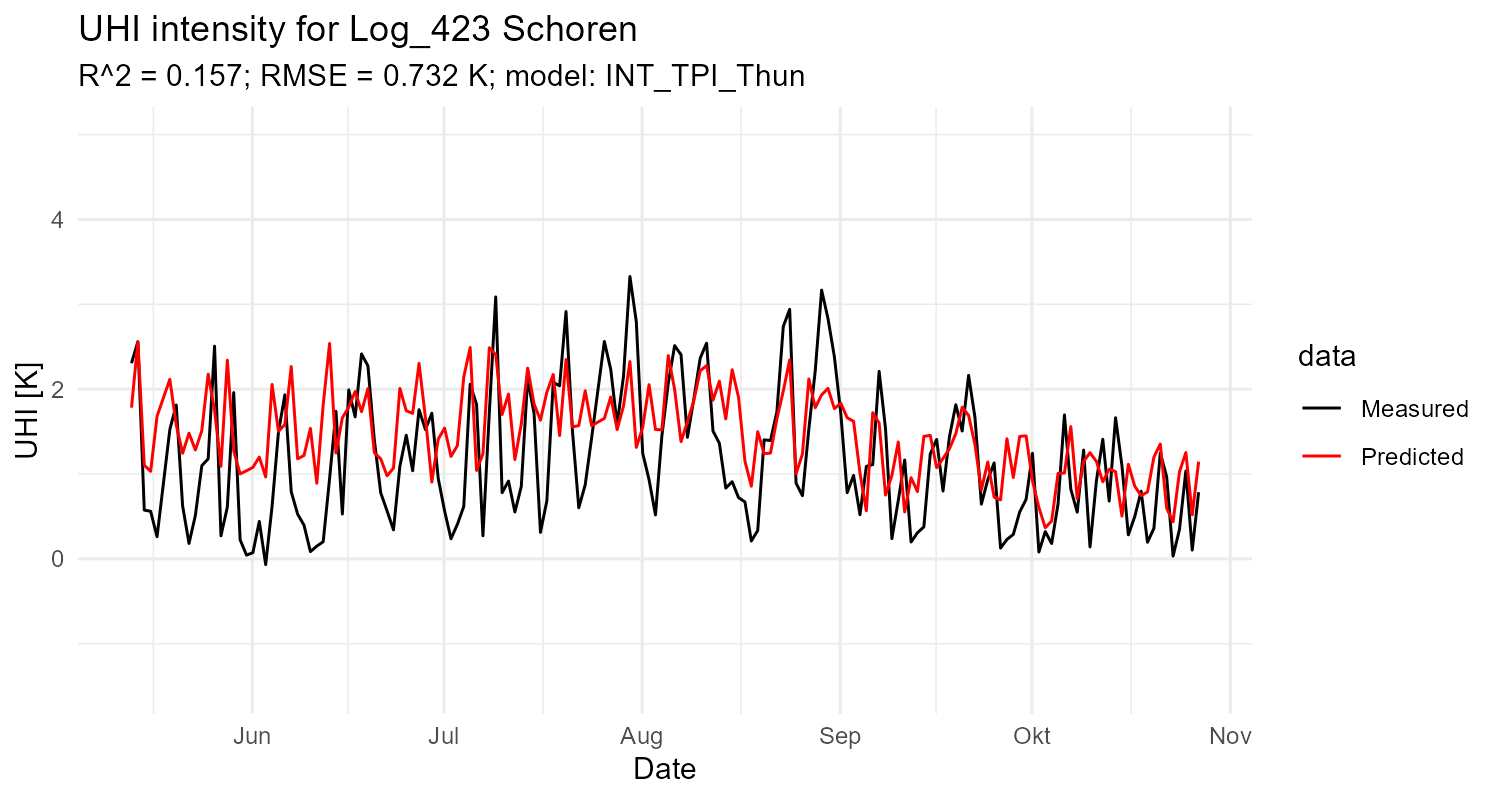 UHI intensity for Log_423 Schoren
R^2 = 0.157; RMSE = 0.732 K; model: INT_TPI_Thun
UHI [K]
4
2
0
Jun Jul Aug Sep Okt Nov
Date
data
Measured
Predicted